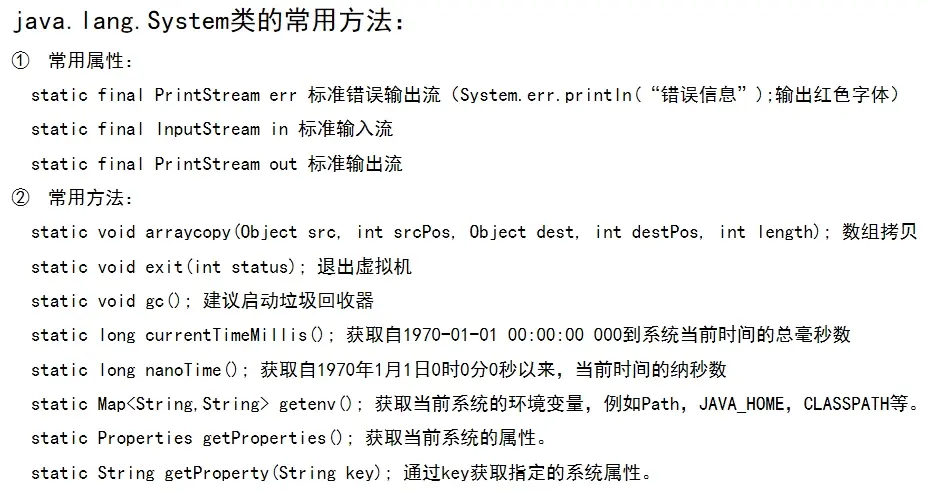 java.lang.System类的常用方法：
① 常用属性：
static final PrintStream err 标准错误输出流（System.err.println(“错误信息”);输出红色字体）
static final InputStream in 标准输入流
static final PrintStream out 标准输出流
② 常用方法：
static void arraycopy(Object src, int srcPos, Object dest, int destPos, int length); 数组拷贝
static void exit(int status); 退出虚拟机
static void gc(); 建议启动垃圾回收器
static long currentTimeMillis(); 获取自1970-01-01 00:00:00 000到系统当前时间的总毫秒数
static long nanoTime(); 获取自1970年1月1日0时0分0秒以来，当前时间的纳秒数
static Map<String,String> getenv(); 获取当前系统的环境变量，例如Path，JAVA_HOME，CLASSPATH等。
static Properties getProperties(); 获取当前系统的属性。
static String getProperty(String key); 通过key获取指定的系统属性。